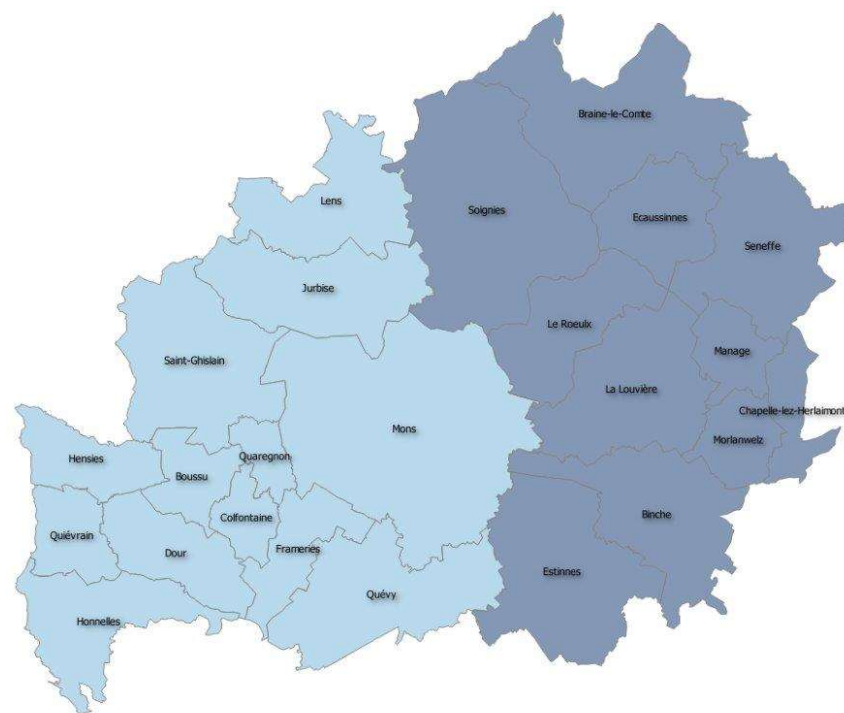 Braine-le-Comte
Lens
Soignies
Ecaussinnes
Seneffe
Jurbise
Le Roeulx
Manage
Saint-Ghislain
La Louvière
Chapelle-lez-Herlaimont
Mons
Morlanwelz
Hensies
Quaregnon
Boussu
Colfontaine
Binche
Quiévrain
Frameries
Dour
Estinnes
Quévy
Honnelles